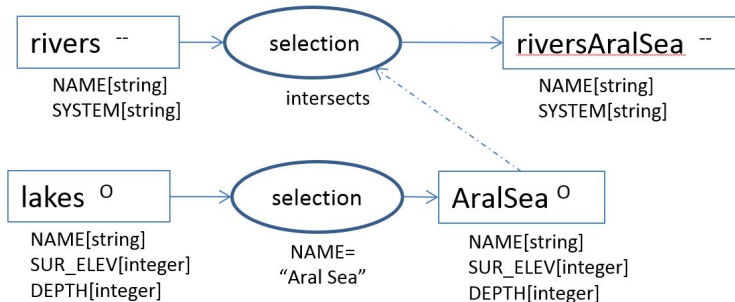 rivers --
selection
riversAralSea --
NAME[string]
SYSTEM[string]
intersects
NAME[string]
SYSTEM[string]
lakes O
selection
AralSea O
NAME[string]
SUR_ELEV[integer]
DEPTH[integer]
NAME=
“Aral Sea”
NAME[string]
SUR_ELEV[integer]
DEPTH[integer]